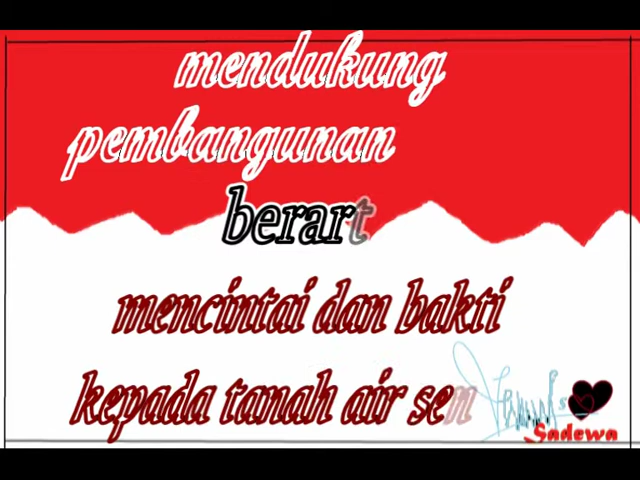 mendukung
pembangunan
berart
mencintai dan bakti
kepada tanah air sen
Sadewa